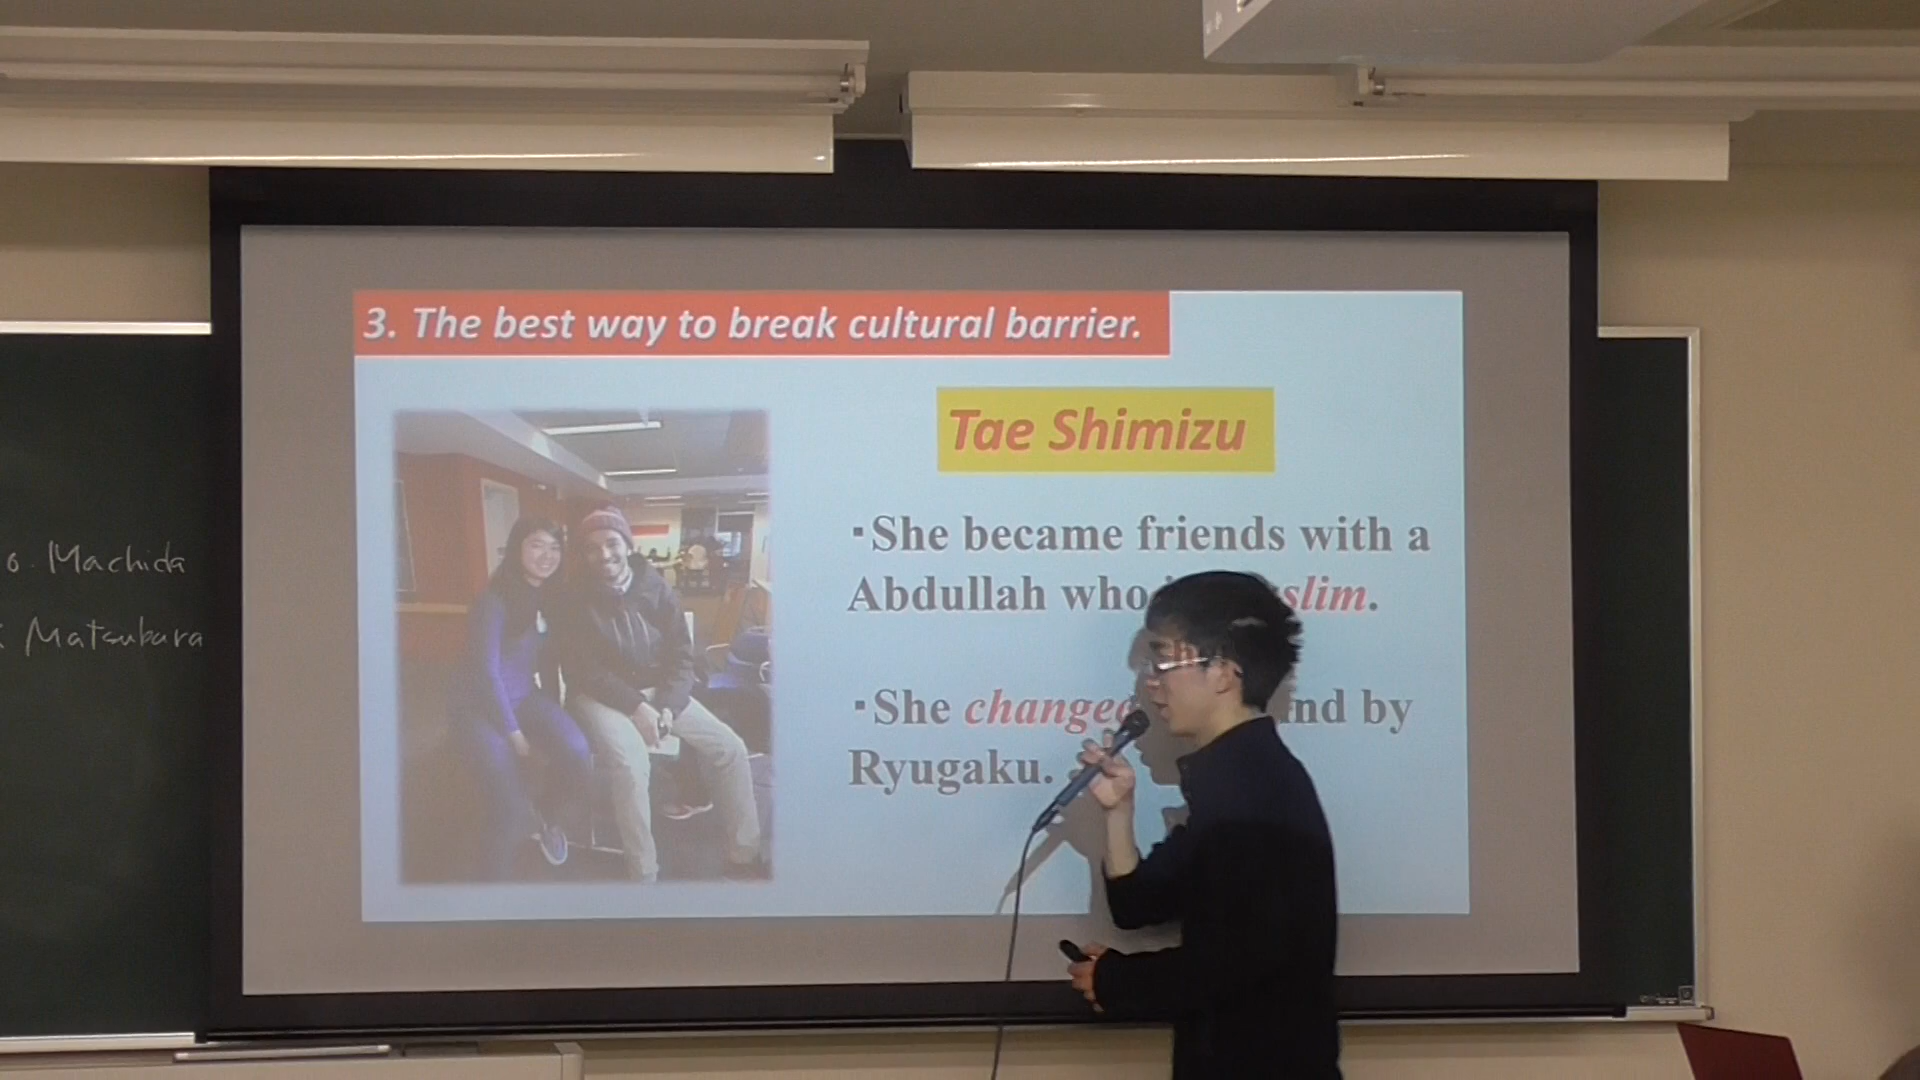 3. The best way to break cultural barrier.
Tae Shimizu
・She became friends with a
Abdullah who slim.
・She changed nd by
Ryugaku.
o. Machida
Matsubara